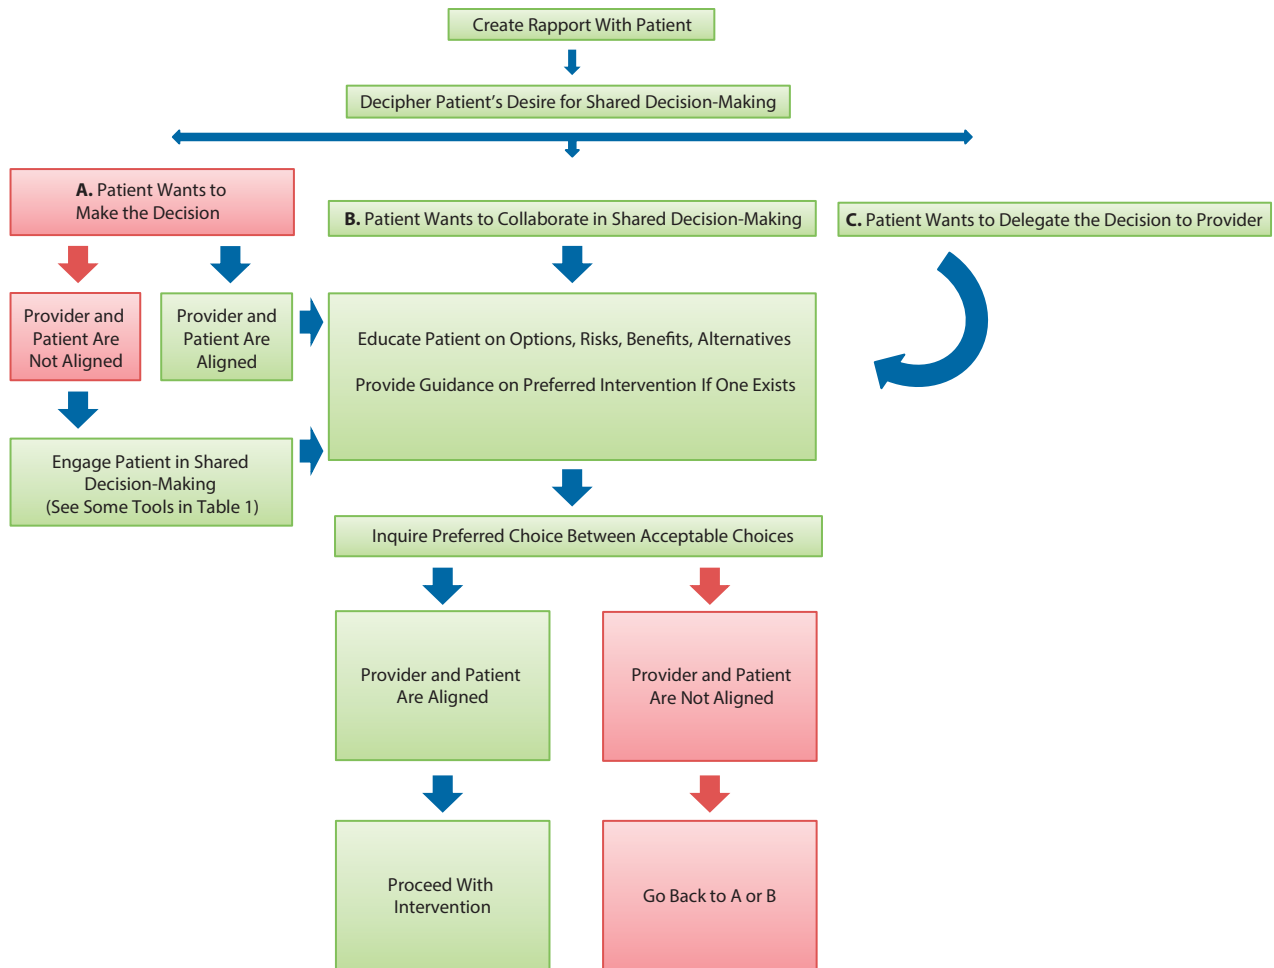 Create Rapport With Patient
Decipher Patient’s Desire for Shared Decision-Making
A. Patient Wants to
Make the Decision
B. Patient Wants to Collaborate in Shared Decision-Making
C. Patient Wants to Delegate the Decision to Provider
Provider and
Patient Are
Not Aligned
Provider and
Patient Are
Aligned
Educate Patient on Options, Risks, Benefits, Alternatives
Provide Guidance on Preferred Intervention If One Exists
Engage Patient in Shared
Decision-Making
(See Some Tools in Table 1)
Inquire Preferred Choice Between Acceptable Choices
Provider and Patient
Are Aligned
Provider and Patient
Are Not Aligned
Proceed With
Intervention
Go Back to A or B